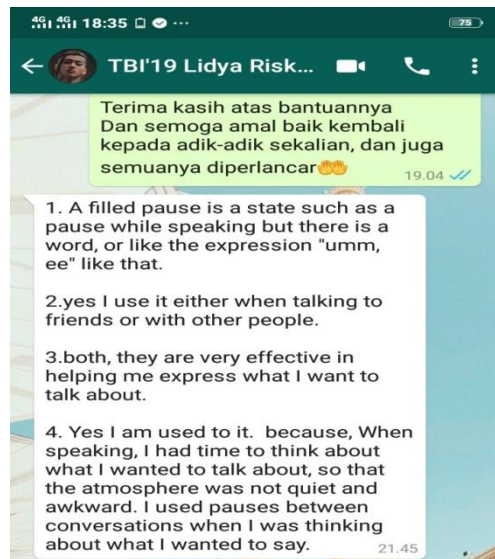 4G 4G 18:35 ...
75
TBI'19 Lidya Risk...
Terima kasih atas bantuannya
Dan semoga amal baik kembali
kepada adik-adik sekalian, dan juga
semuanya diperlancar🤲🤲
19.04
1. A filled pause is a state such as a
pause while speaking but there is a
word, or like the expression "umm,
ee" like that.
2.yes I use it either when talking to
friends or with other people.
3.both, they are very effective in
helping me express what I want to
talk about.
4. Yes I am used to it.  because, When
speaking, I had time to think about
what I wanted to talk about, so that
the atmosphere was not quiet and
awkward. I used pauses between
conversations when I was thinking
about what I wanted to say.
21.45